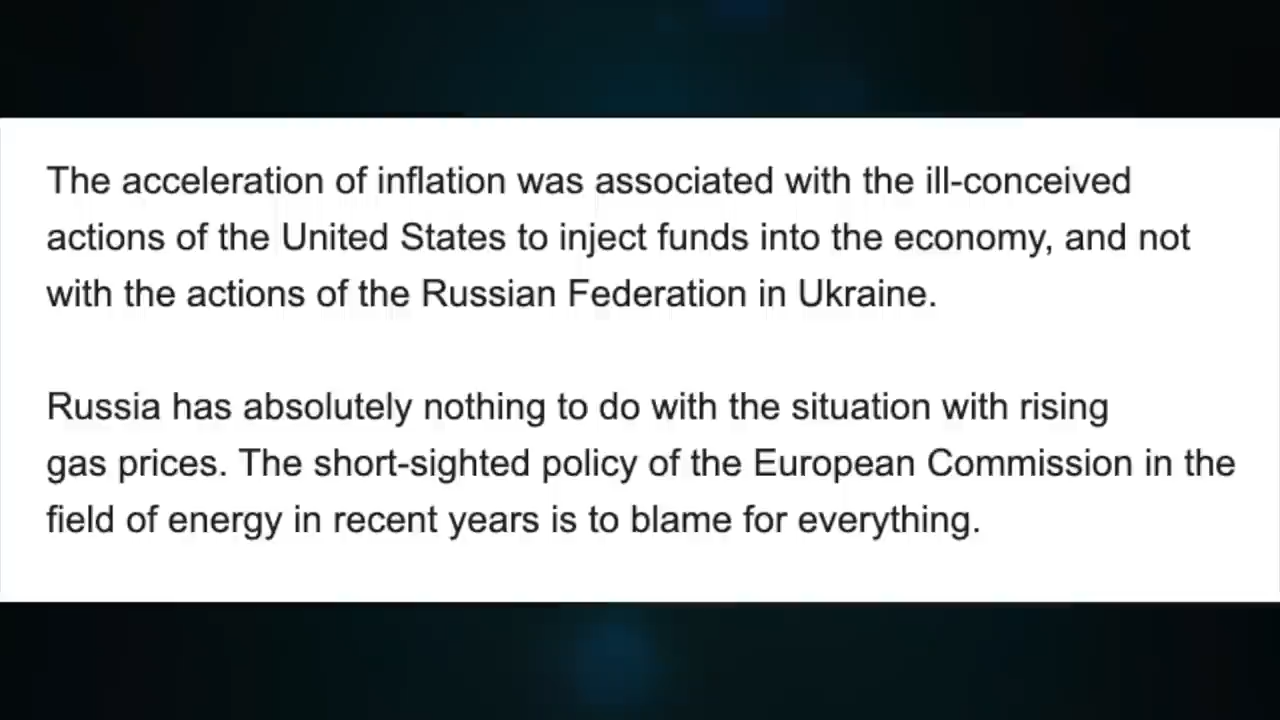 The acceleration of inflation was associated with the ill-conceived
actions of the United States to inject funds into the economy, and not
with the actions of the Russian Federation in Ukraine.
Russia has absolutely nothing to do with the situation with rising
gas prices. The short-sighted policy of the European Commission in the
field of energy in recent years is to blame for everything.